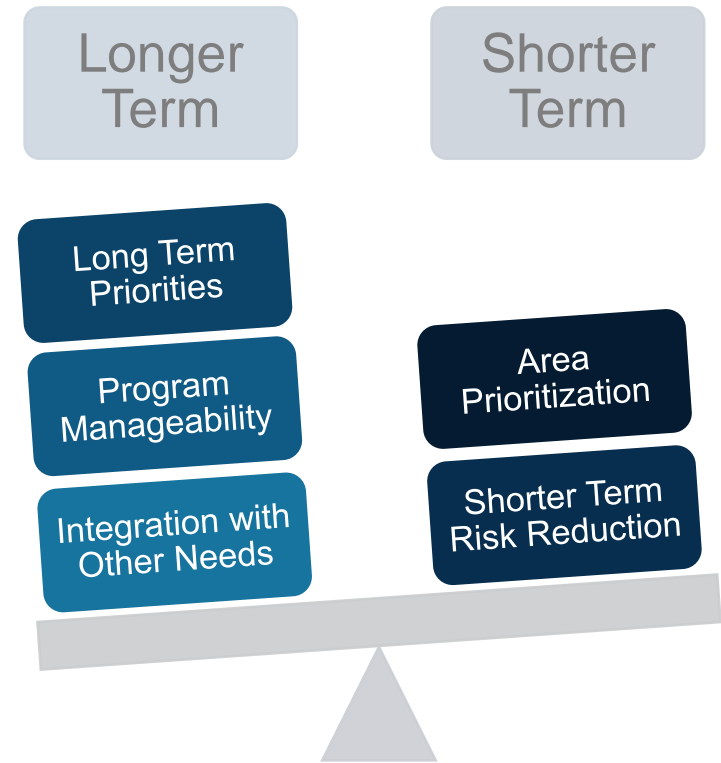 Longer
Term
Shorter
Term
Long Term
Priorities
Program
Manageability
Integration with
Other Needs
Area
Prioritization
Shorter Term
Risk Reduction